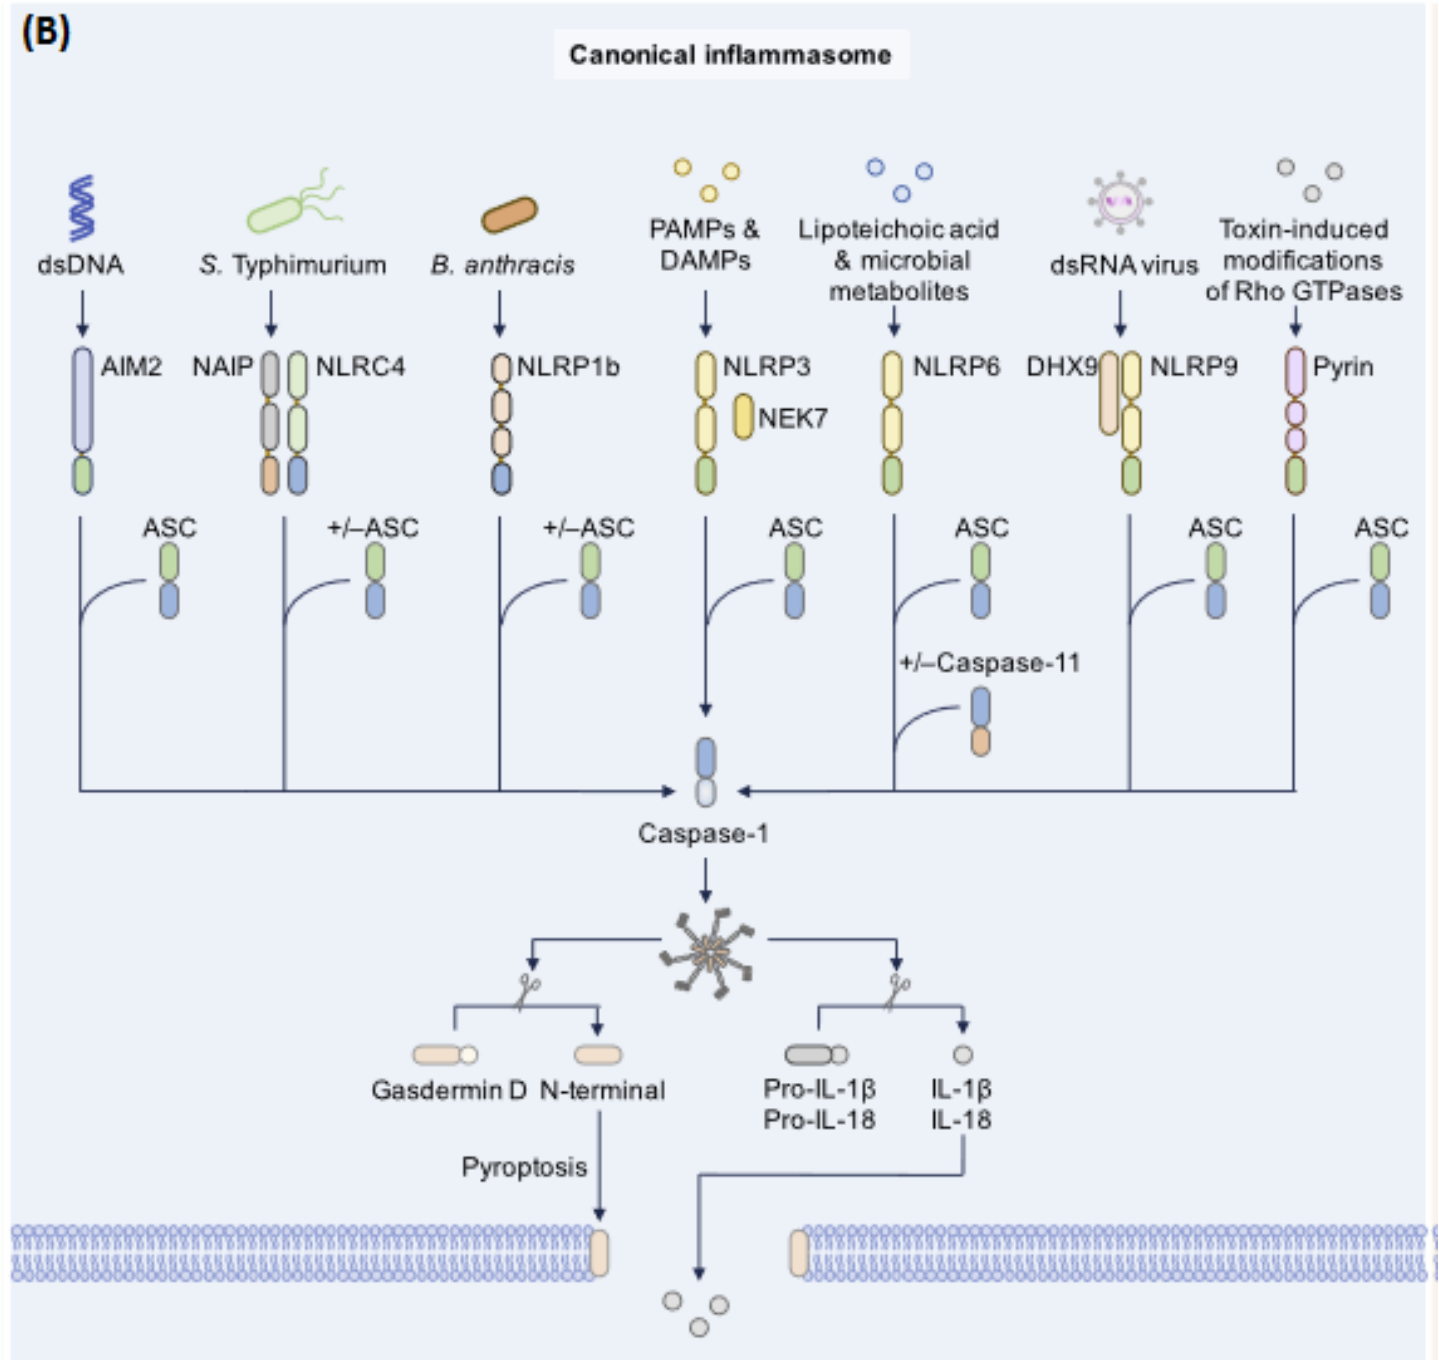 (B)
Canonical inflammasome
dsDNA
S. Typhimurium
B. anthracis
PAMPs &
DAMPs
Lipoteichoic acid
& microbial
metabolites
dsRNA virus
Toxin-induced
modifications
of Rho GTPases
AIM2
NAIP
NLRC4
NLRP1b
NLRP3
NEK7
NLRP6
DHX9
NLRP9
Pyrin
ASC
+/–ASC
+/–ASC
ASC
ASC
ASC
ASC
+/–Caspase-11
Caspase-1
Gasdermin D
N-terminal
Pro-IL-1β
Pro-IL-18
IL-1β
IL-18
Pyroptosis